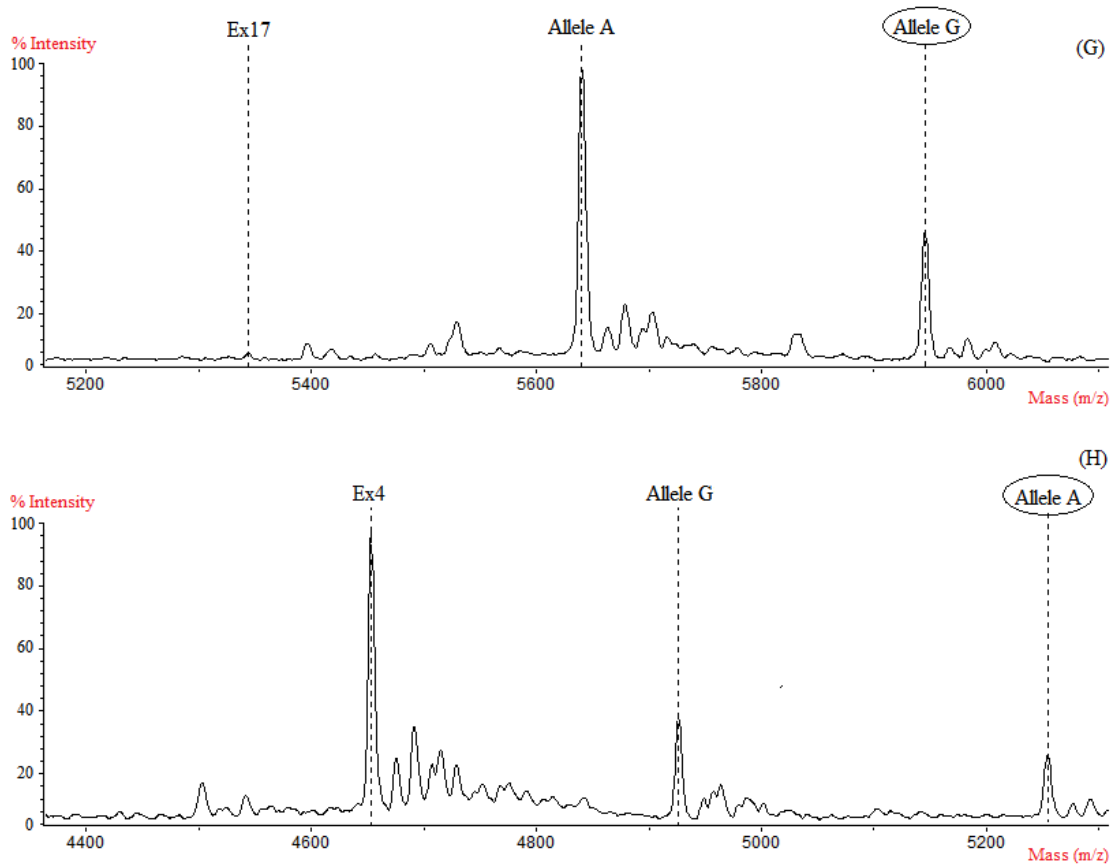 Ex17 Allele A Allele G
% Intensity (G)
100
80
60
40
20
0
5200 5400 5600 5800 6000
Mass (m/z)
(H)
Ex4 Allele G Allele A
% Intensity
100
80
60
40
20
0
4400 4600 4800 5000 5200
Mass (m/z)